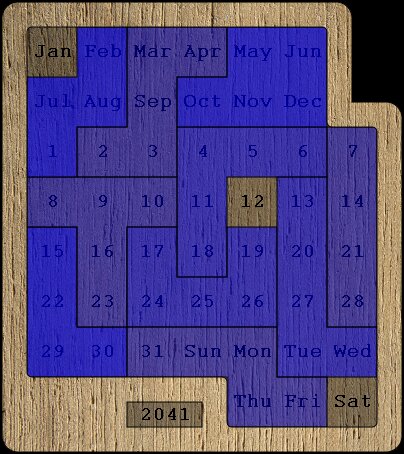 Jan Feb Mar Apr May Jun
Jul Aug Sep Oct Nov Dec
1 2 3 4 5 6 7
8 9 10 11 12 13 14
15 16 17 18 19 20 21
22 23 24 25 26 27 28
29 30 31 Sun Mon Tue Wed
Thu Fri Sat
2041